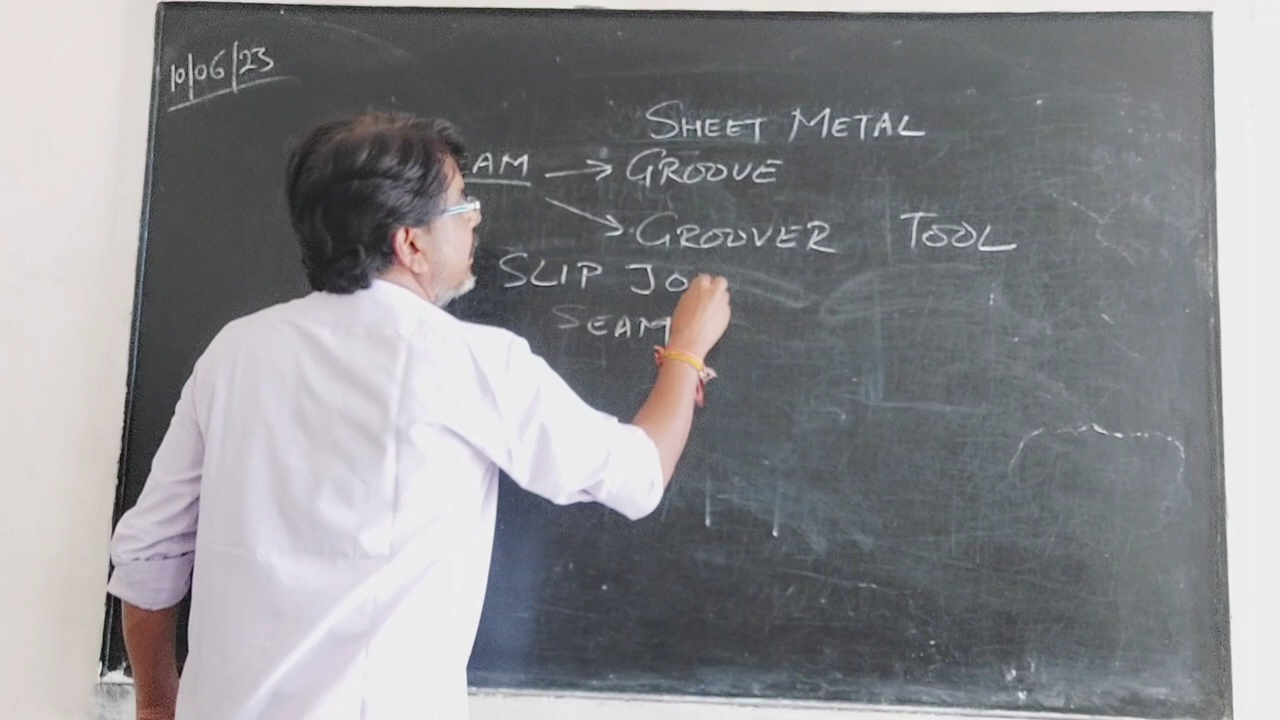 10/06/23
SHEET METAL
EAM → GROOVE
→ GROOVER TOOL
SLIP JO
SEAM